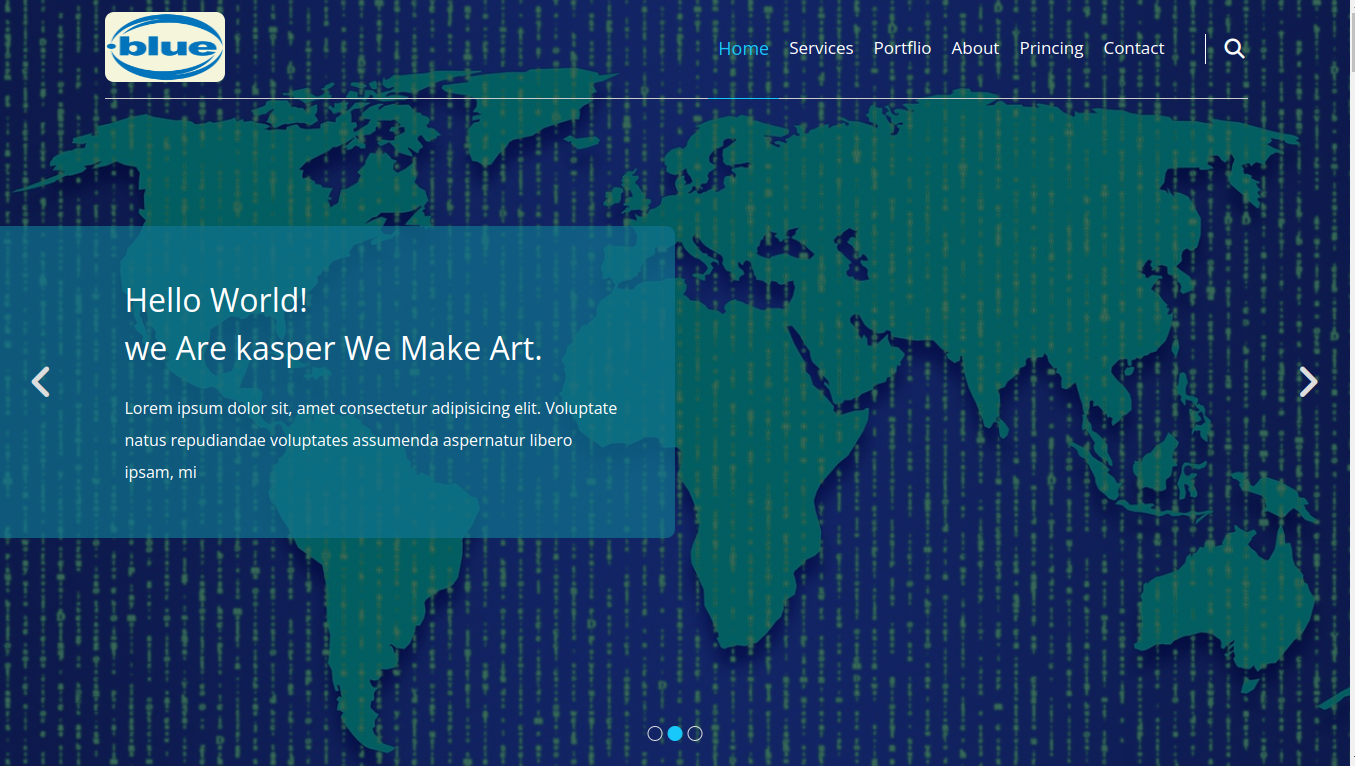 blue
Home Services Portflio About Princing Contact
Hello World!
we Are kasper We Make Art.
Lorem ipsum dolor sit, amet consectetur adipisicing elit. Voluptate
natus repudiandae voluptates assumenda aspernatur libero
ipsam, mi